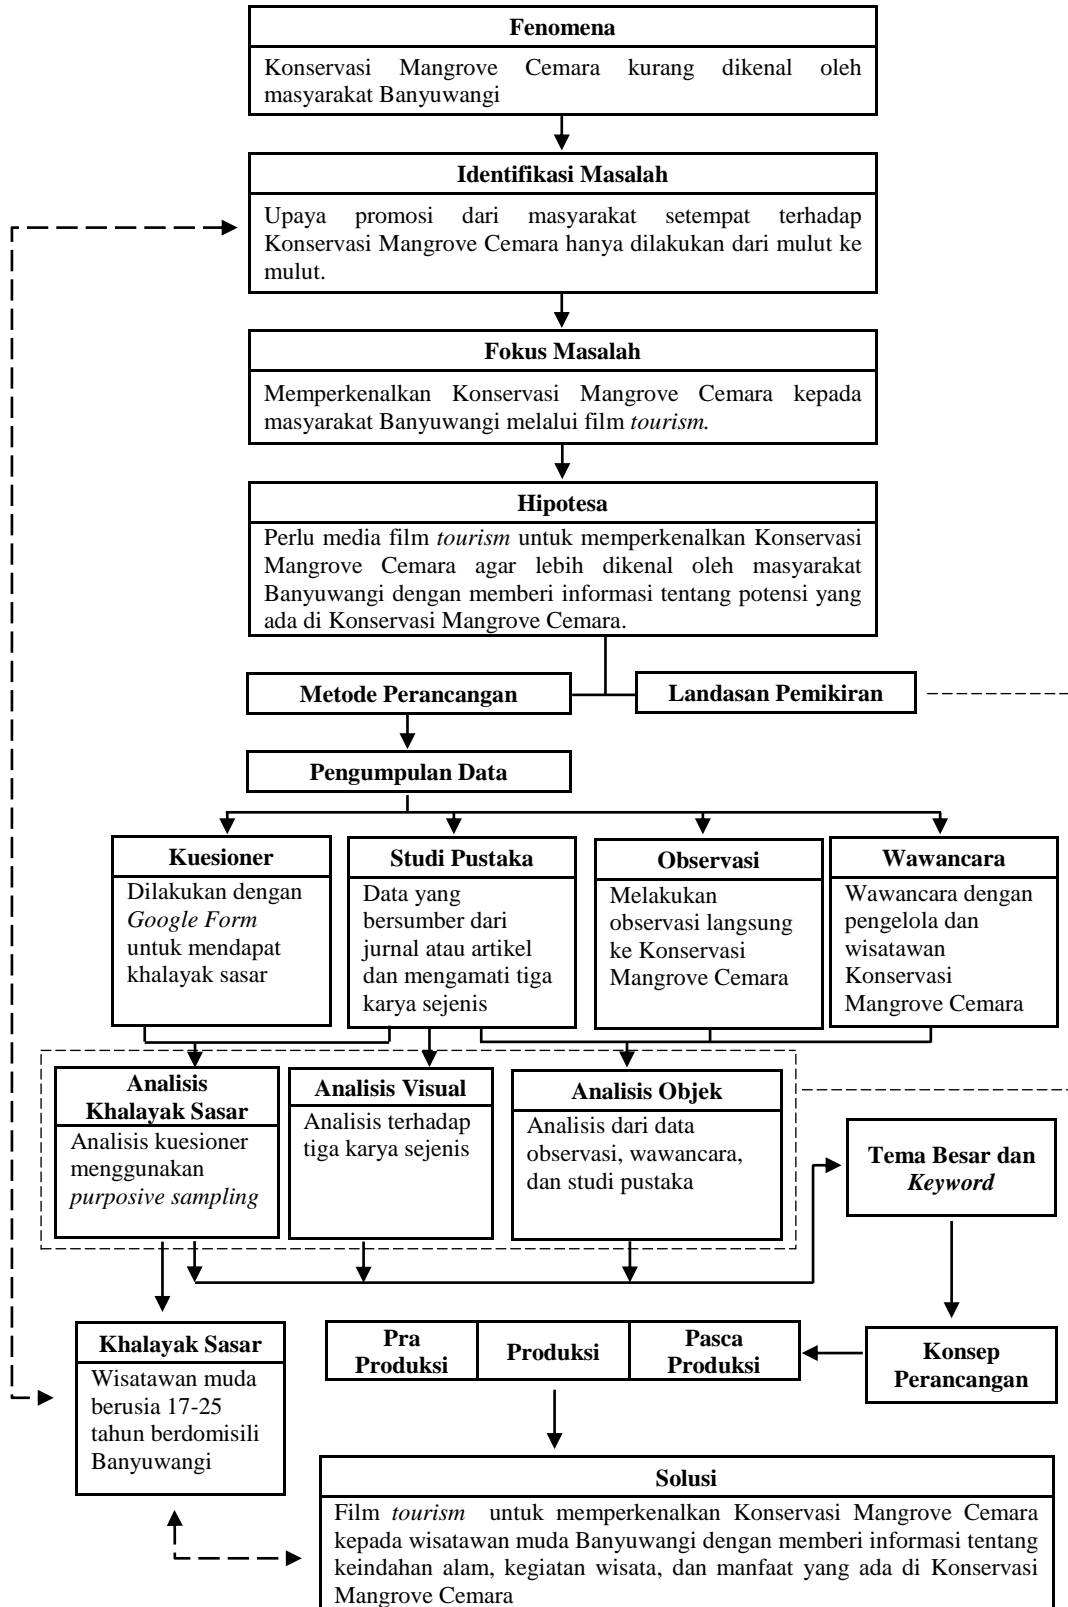 Fenomena
Konservasi Mangrove Cemara kurang dikenal oleh
masyarakat Banyuwangi
Identifikasi Masalah
Upaya promosi dari masyarakat setempat terhadap
Konservasi Mangrove Cemara hanya dilakukan dari mulut ke
mulut.
Fokus Masalah
Memperkenalkan Konservasi Mangrove Cemara kepada
masyarakat Banyuwangi melalui film tourism.
Hipotesa
Perlu media film tourism untuk memperkenalkan Konservasi
Mangrove Cemara agar lebih dikenal oleh masyarakat
Banyuwangi dengan memberi informasi tentang potensi yang
ada di Konservasi Mangrove Cemara.
Metode Perancangan
Landasan Pemikiran
Pengumpulan Data
Kuesioner
Dilakukan dengan
Google Form
untuk mendapat
khalayak sasar
Studi Pustaka
Data yang
bersumber dari
jurnal atau artikel
dan mengamati tiga
karya sejenis
Observasi
Melakukan
observasi langsung
ke Konservasi
Mangrove Cemara
Wawancara
Wawancara dengan
pengelola dan
wisatawan
Konservasi
Mangrove Cemara
Analisis
Khalayak Sasar
Analisis kuesioner
menggunakan
purposive sampling
Analisis Visual
Analisis terhadap
tiga karya sejenis
Analisis Objek
Analisis dari data
observasi, wawancara,
dan studi pustaka
Tema Besar dan
Keyword
Khalayak Sasar
Wisatawan muda
berusia 17-25
tahun berdomisili
Banyuwangi
Pra
Produksi
Produksi
Pasca
Produksi
Konsep
Perancangan
Solusi
Film tourism untuk memperkenalkan Konservasi Mangrove Cemara
kepada wisatawan muda Banyuwangi dengan memberi informasi tentang
keindahan alam, kegiatan wisata, dan manfaat yang ada di Konservasi
Mangrove Cemara